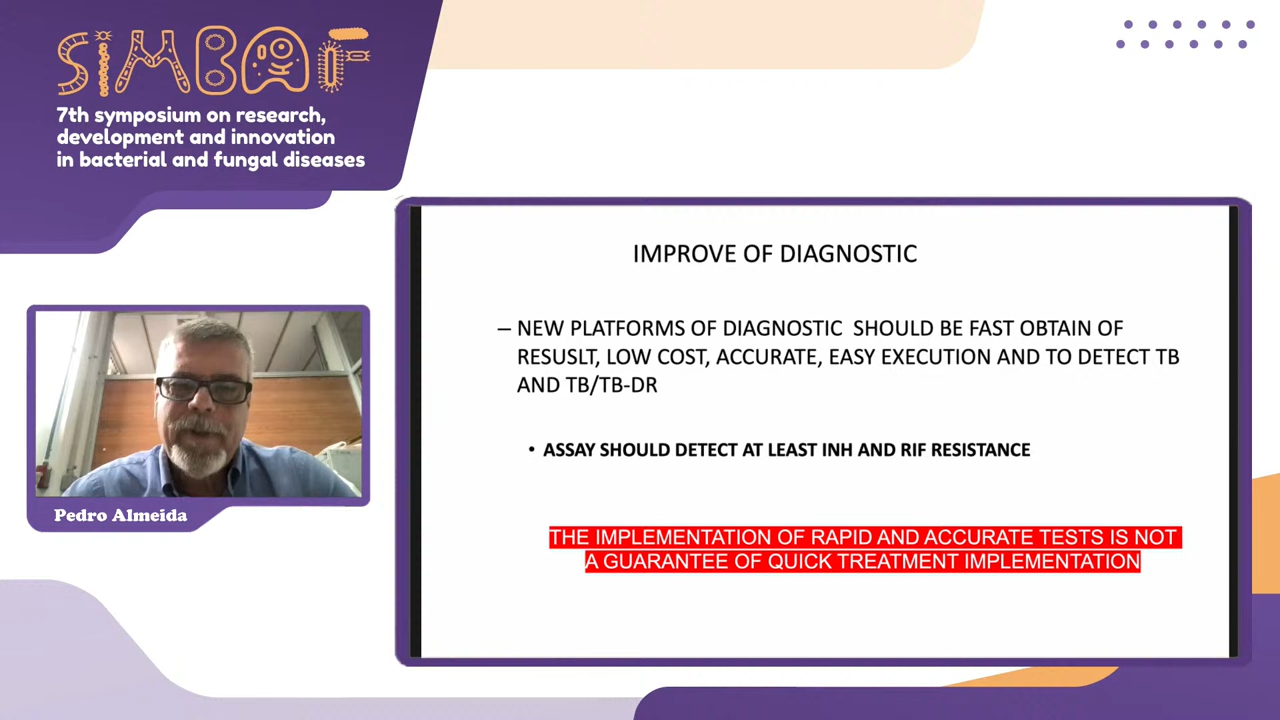 SIMBAF
7th symposium on research,
development and innovation
in bacterial and fungal diseases
IMPROVE OF DIAGNOSTIC
– NEW PLATFORMS OF DIAGNOSTIC SHOULD BE FAST OBTAIN OF
RESUSLT, LOW COST, ACCURATE, EASY EXECUTION AND TO DETECT TB
AND TB/TB-DR
• ASSAY SHOULD DETECT AT LEAST INH AND RIF RESISTANCE
THE IMPLEMENTATION OF RAPID AND ACCURATE TESTS IS NOT
A GUARANTEE OF QUICK TREATMENT IMPLEMENTATION
Pedro Almeida